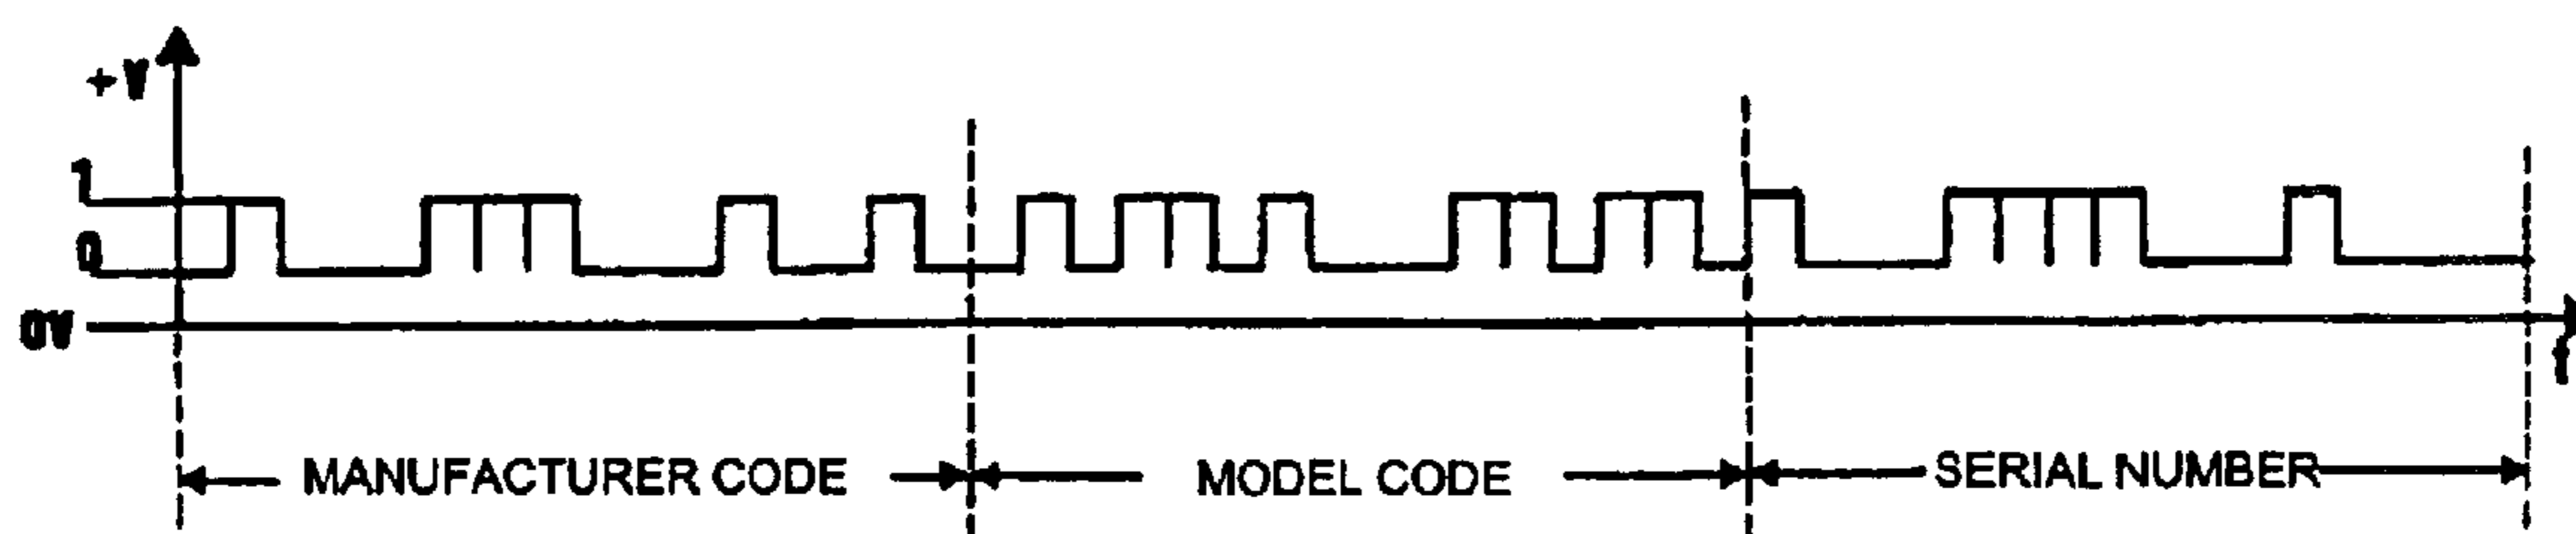 +V
1
0
0V
t
MANUFACTURER CODE MODEL CODE SERIAL NUMBER